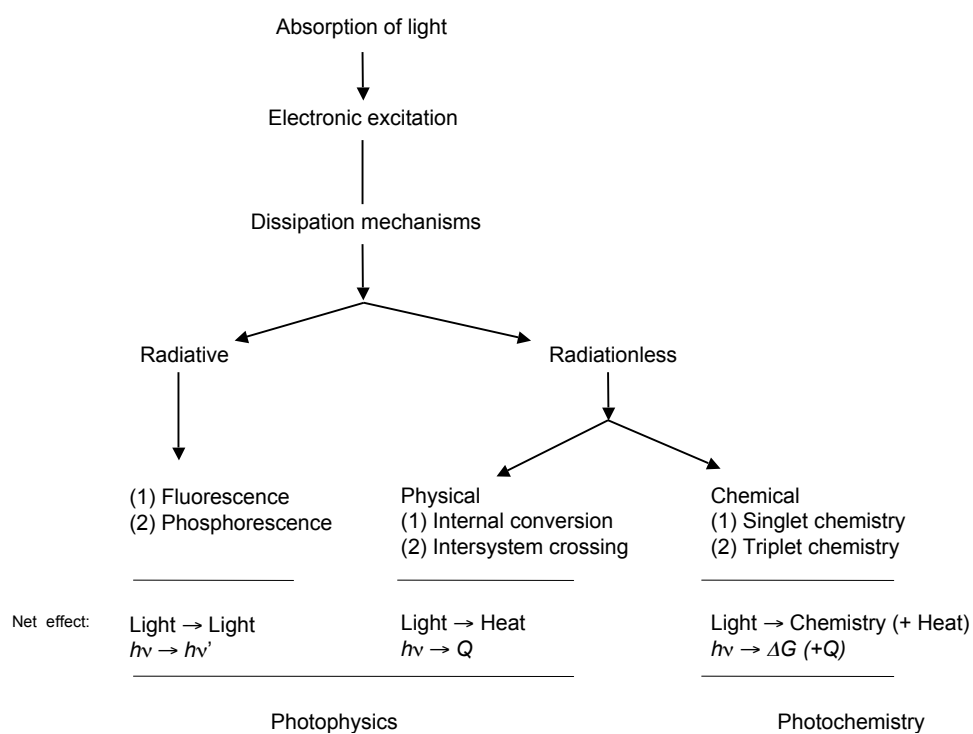 Absorption of light
Electronic excitation
Dissipation mechanisms
Radiative
Radiationless
(1) Fluorescence
(2) Phosphorescence
Physical
(1) Internal conversion
(2) Intersystem crossing
Chemical
(1) Singlet chemistry
(2) Triplet chemistry
Net effect:
Light → Light
hν → hν’
Light → Heat
hν → Q
Light → Chemistry (+ Heat)
hν → ΔG (+Q)
Photophysics
Photochemistry